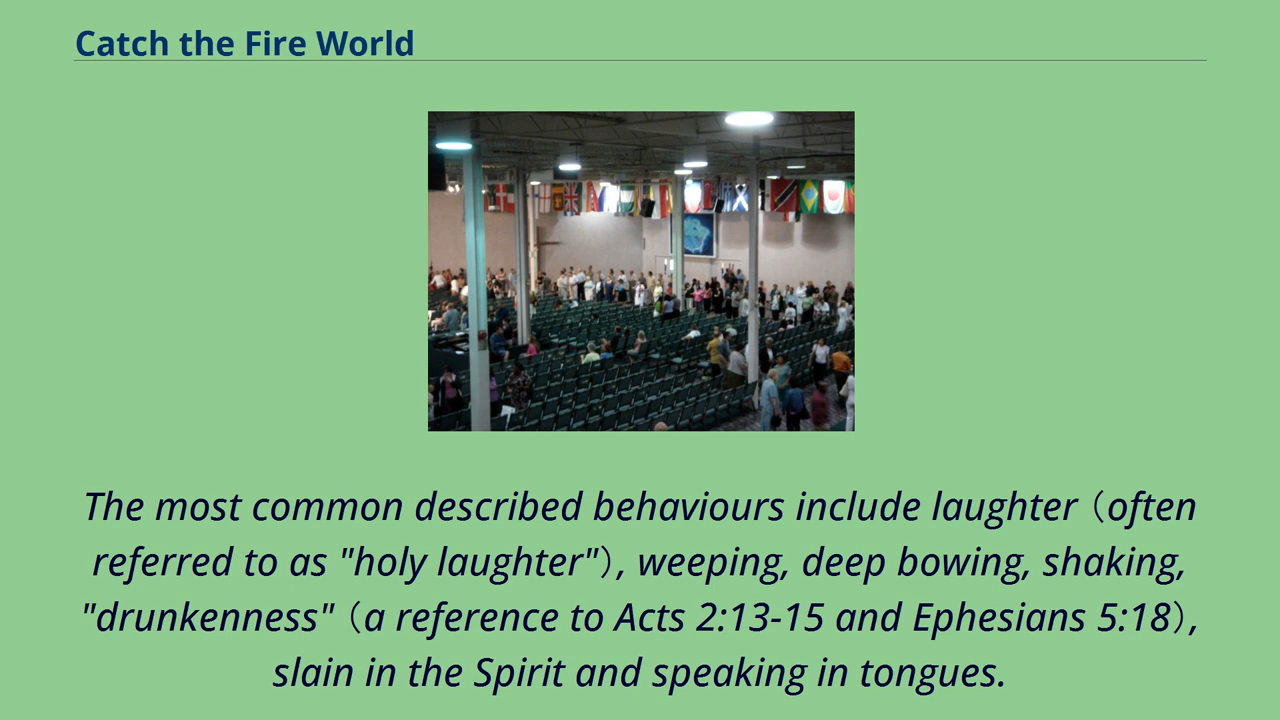 Catch the Fire World
The most common described behaviours include laughter（often
referred to as "holy laughter"）, weeping, deep bowing, shaking,
"drunkenness"（a reference to Acts 2:13-15 and Ephesians 5:18）,
slain in the Spirit and speaking in tongues.